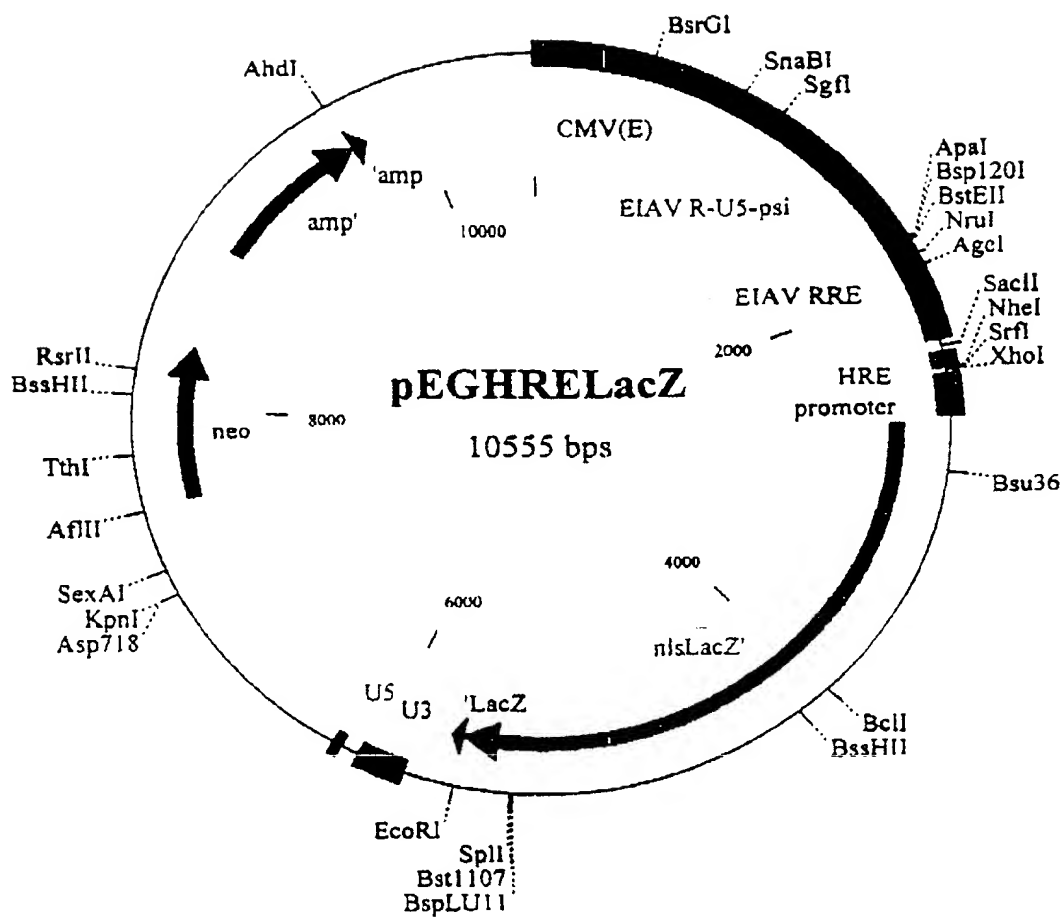 BsrGI
SnaBI
SgfI
AhdI
CMV(E)
'amp
amp'
10000
EIAV R-U5-psi
ApaI
Bsp120I
BstEII
NruI
AgeI
EIAV RRE
2000
SacII
NheI
SrfI
XhoI
RsrII
BssHII
pEGHRELacZ
10555 bps
HRE
promoter
neo
8000
TthI
Bsu36
AflII
4000
SexAI
KpnI
Asp718
6000
nlsLacZ'
U5
U3
'LacZ
BclI
BssHII
EcoRI
SplI
Bst1107
BspLU11